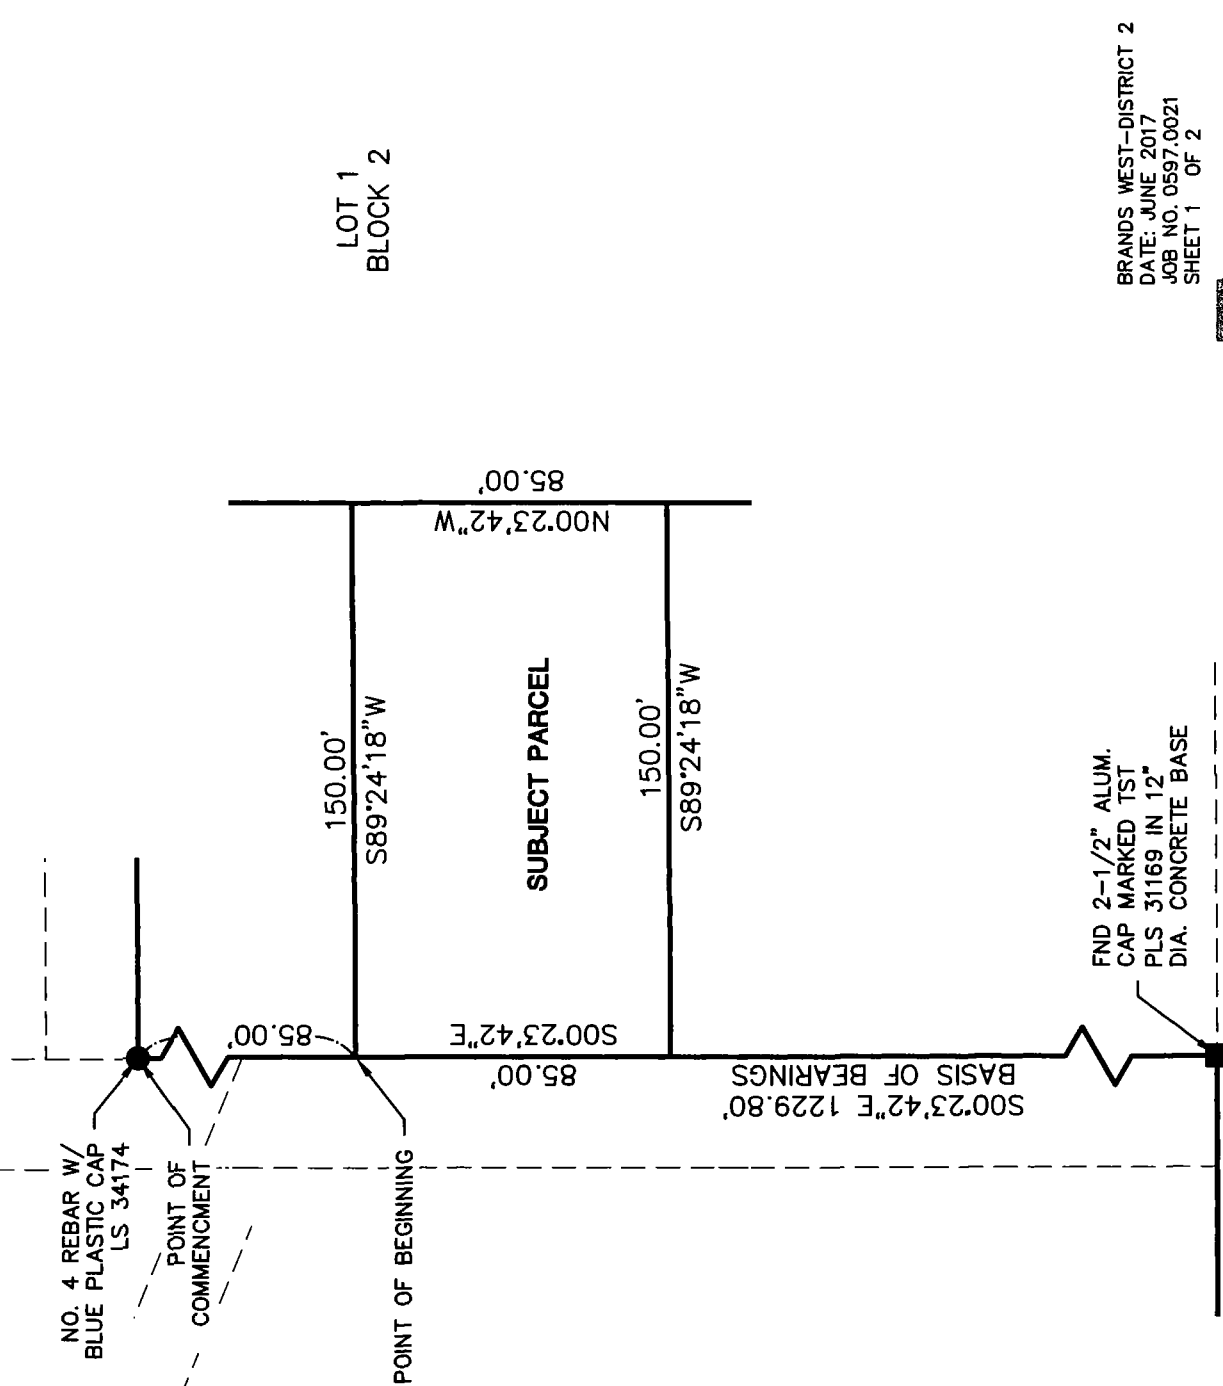 NO. 4 REBAR W/
BLUE PLASTIC CAP
LS 34174
POINT OF
COMMENCMENT
POINT OF BEGINNING
85.00'
85.00'
S00°23'42"E
150.00'
S89°24'18"W
SUBJECT PARCEL
150.00'
S89°24'18"W
N00°23'42"W
85.00'
LOT 1
BLOCK 2
S00°23'42"E 1229.80'
BASIS OF BEARINGS
FND 2-1/2" ALUM.
CAP MARKED TST
PLS 31169 IN 12"
DIA. CONCRETE BASE
BRANDS WEST-DISTRICT 2
DATE: JUNE 2017
JOB NO. 0597.0021
SHEET 1 OF 2